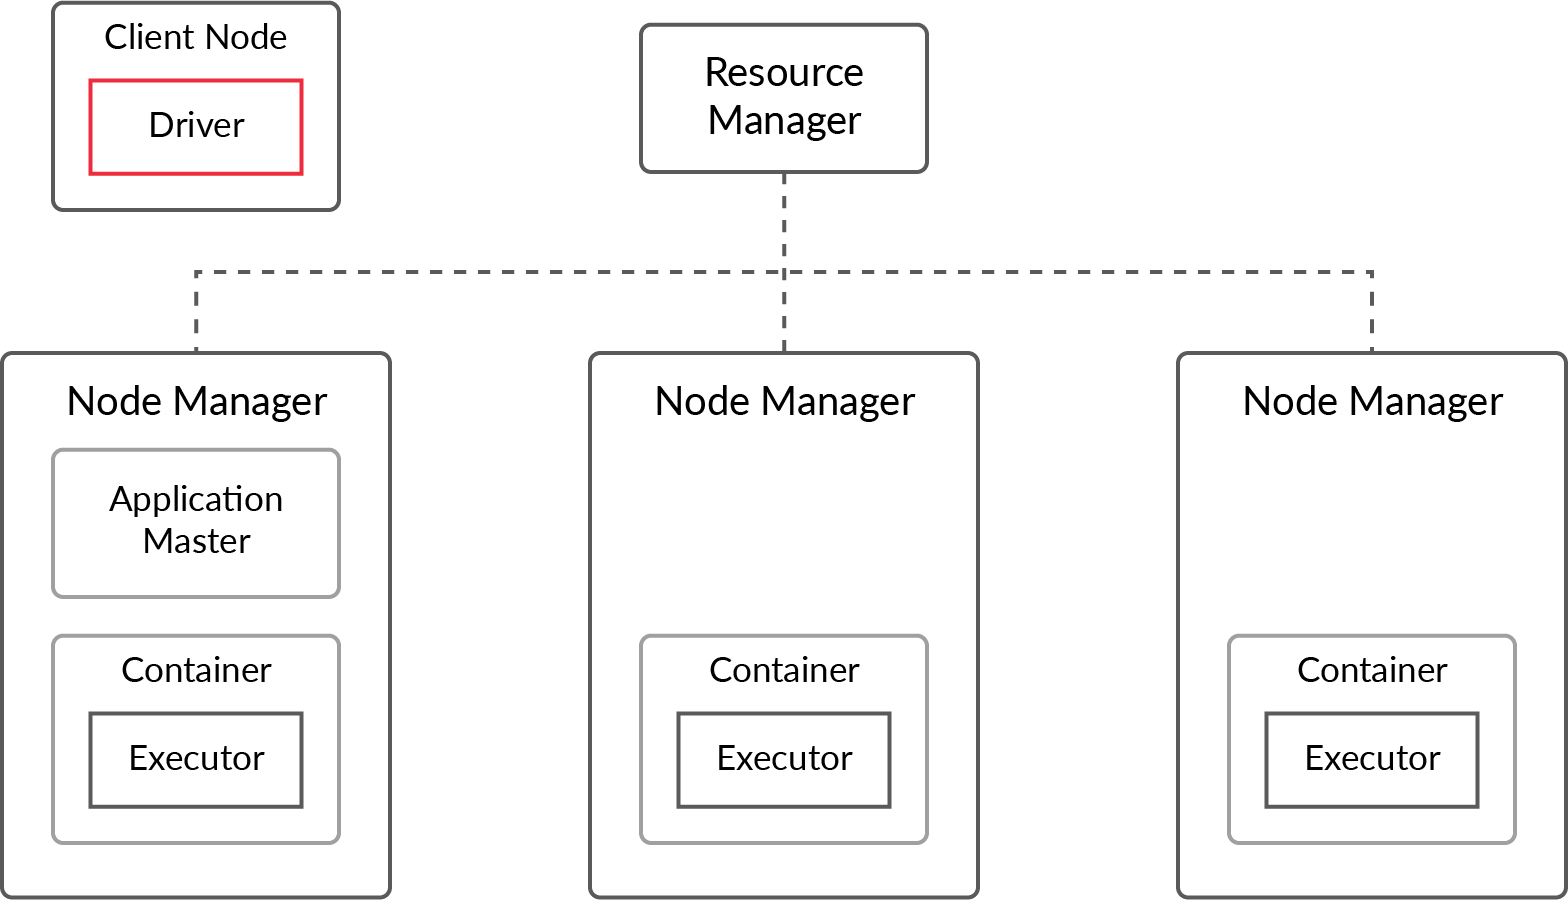 Client Node
Driver
Resource
Manager
Node Manager
Application
Master
Container
Executor
Node Manager
Container
Executor
Node Manager
Container
Executor